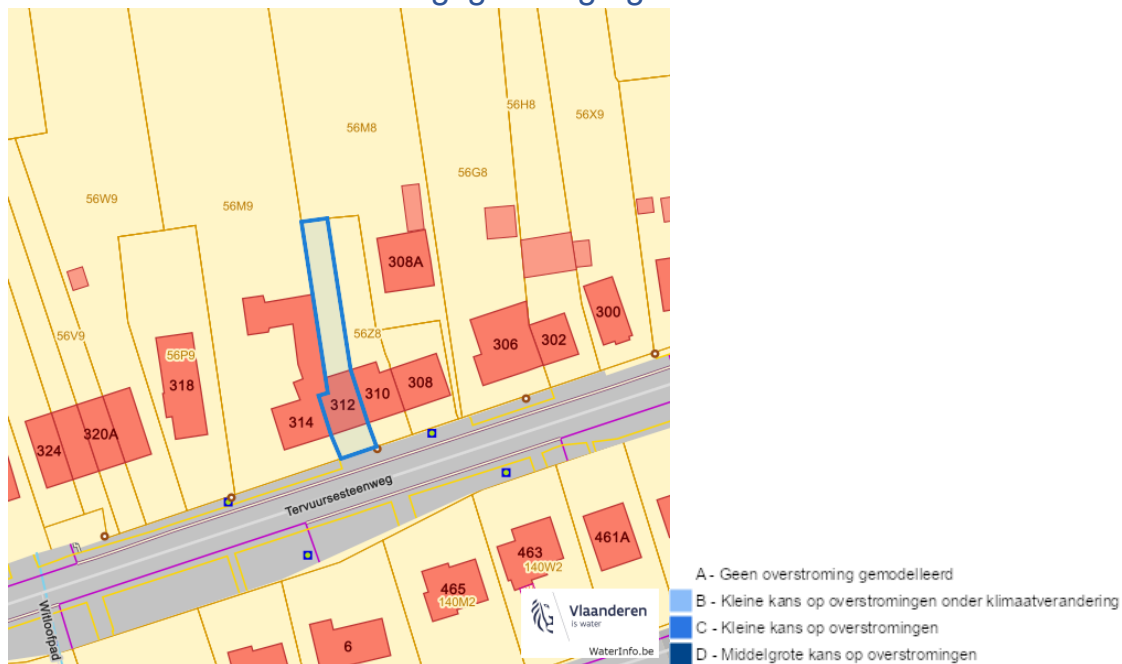 56H8
56M8
56X9
56G8
56W9
56M9
308A
56V9
56Z8
300
56P9
306
302
318
308
310
312
314
320A
324
Tervuursesteenweg
461A
463
140W2
465
140M2
Witloofpad
6
Vlaanderen
is water
WaterInfo.be
A - Geen overstroming gemodelleerd
B - Kleine kans op overstromingen onder klimaatverandering
C - Kleine kans op overstromingen
D - Middelgrote kans op overstromingen